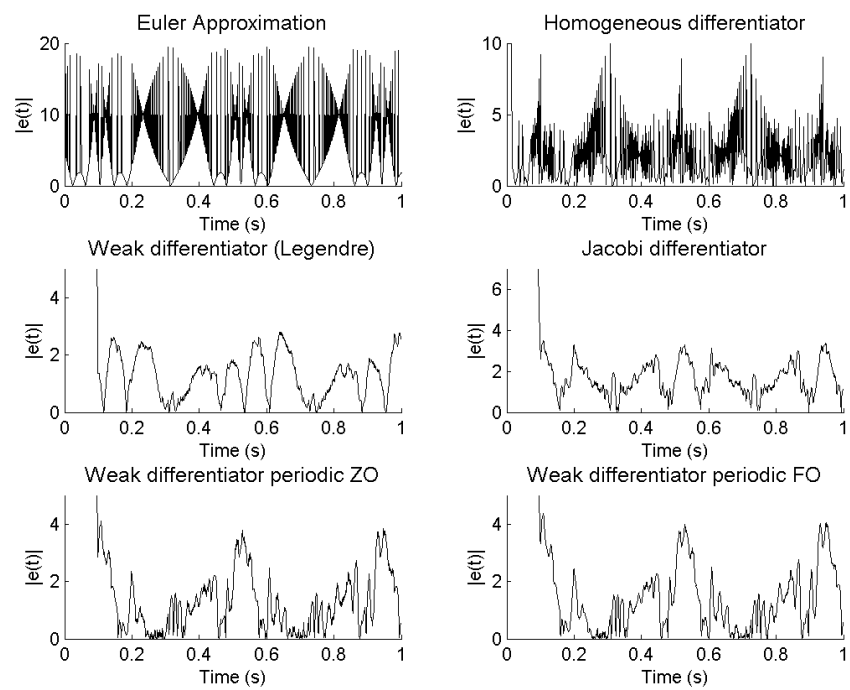 Euler Approximation
20
10
0
|e(t)|
0 0.2 0.4 0.6 0.8 1
Time (s)
Homogeneous differentiator
10
5
0
|e(t)|
0 0.2 0.4 0.6 0.8 1
Time (s)
Weak differentiator (Legendre)
4
2
0
|e(t)|
0 0.2 0.4 0.6 0.8 1
Time (s)
Jacobi differentiator
6
4
2
0
|e(t)|
0 0.2 0.4 0.6 0.8 1
Time (s)
Weak differentiator periodic ZO
4
2
0
|e(t)|
0 0.2 0.4 0.6 0.8 1
Time (s)
Weak differentiator periodic FO
4
2
0
|e(t)|
0 0.2 0.4 0.6 0.8 1
Time (s)